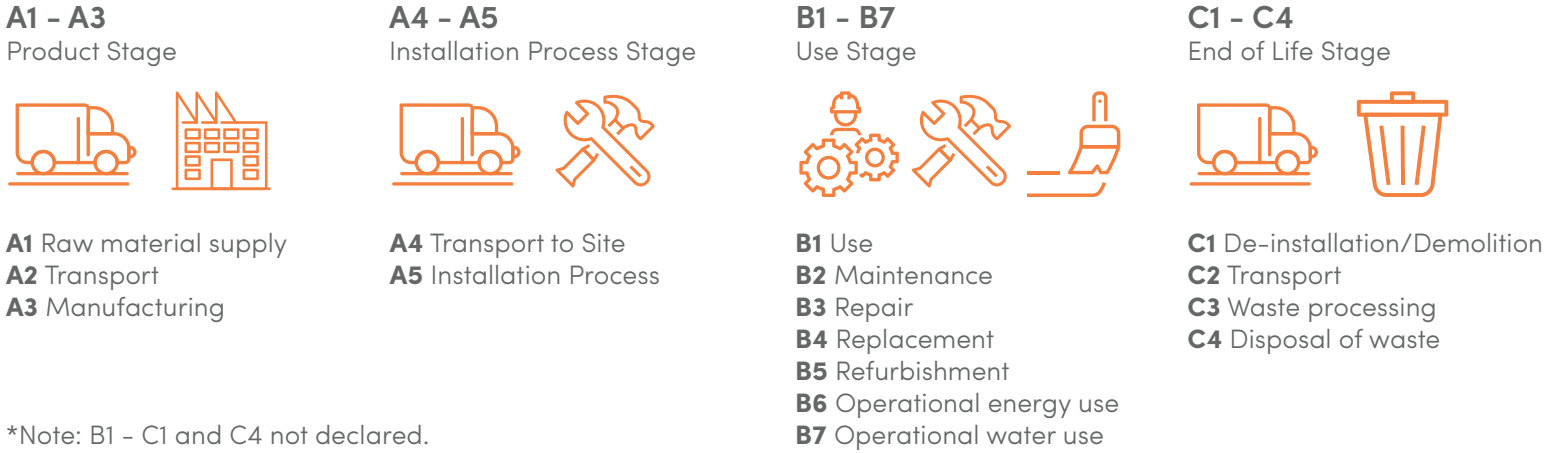 A1 - A3
Product Stage
A1 Raw material supply
A2 Transport
A3 Manufacturing
A4 - A5
Installation Process Stage
A4 Transport to Site
A5 Installation Process
B1 - B7
Use Stage
B1 Use
B2 Maintenance
B3 Repair
B4 Replacement
B5 Refurbishment
B6 Operational energy use
B7 Operational water use
C1 - C4
End of Life Stage
C1 De-installation/Demolition
C2 Transport
C3 Waste processing
C4 Disposal of waste
*Note: B1 - C1 and C4 not declared.